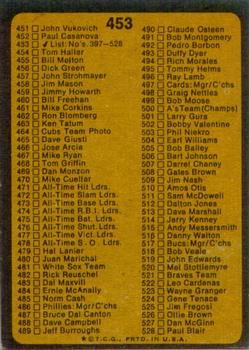 453
451 John Vukovich
452 Paul Casanova
453 ✓ List: No's. 397-528
454 Tom Haller
455 Bill Melton
456 Dick Green
457 John Strohmayer
458 Jim Mason
459 Jimmy Howarth
460 Bill Freehan
461 Mike Corkins
462 Ron Blomberg
463 Ken Tatum
464 Cubs Team Photo
465 Dave Giusti
466 Jose Arcia
467 Mike Ryan
468 Tom Griffin
469 Dan Monzon
470 Mike Cuellar
471 All-Time Hit Ldrs.
472 All-Time Slam Ldrs.
473 All-Time Base Ldrs.
474 All-Time R.B.I. Ldrs.
475 All-Time Bat. Ldrs.
476 All-Time Shut. Ldrs.
477 All-Time Vict. Ldrs.
478 All-Time S.O. Ldrs.
479 Hal Lanier
480 Juan Marichal
481 White Sox Team
482 Rick Reuschel
483 Dal Maxvill
484 Ernie McAnally
485 Norm Cash
486 Phillies: Mgr/C'chs
487 Bruce Dal Canton
488 Dave Campbell
489 Jeff Burroughs
490 Claude Osteen
491 Bob Montgomery
492 Pedro Borbon
493 Duffy Dyer
494 Rich Morales
495 Tommy Helms
496 Ray Lamb
497 Cards: Mgr/C'chs
498 Graig Nettles
499 Bob Moose
500 A's Team (Champs)
501 Larry Gura
502 Bobby Valentine
503 Phil Niekro
504 Earl Williams
505 Bob Bailey
506 Bart Johnson
507 Darrel Chaney
508 Gates Brown
509 Jim Nash
510 Amos Otis
511 Sam McDowell
512 Dalton Jones
513 Dave Marshall
514 Jerry Kenney
515 Andy Messersmith
516 Danny Walton
517 Bucs: Mgr/C'chs
518 Bob Veale
519 John Edwards
520 Mel Stottlemyre
521 Braves Team
522 Leo Cardenas
523 Wayne Granger
524 Gene Tenace
525 Jim Fregosi
526 Ollie Brown
527 Dan McGinn
528 Paul Blair
© T.C.G., PRTD. IN U.S.A.